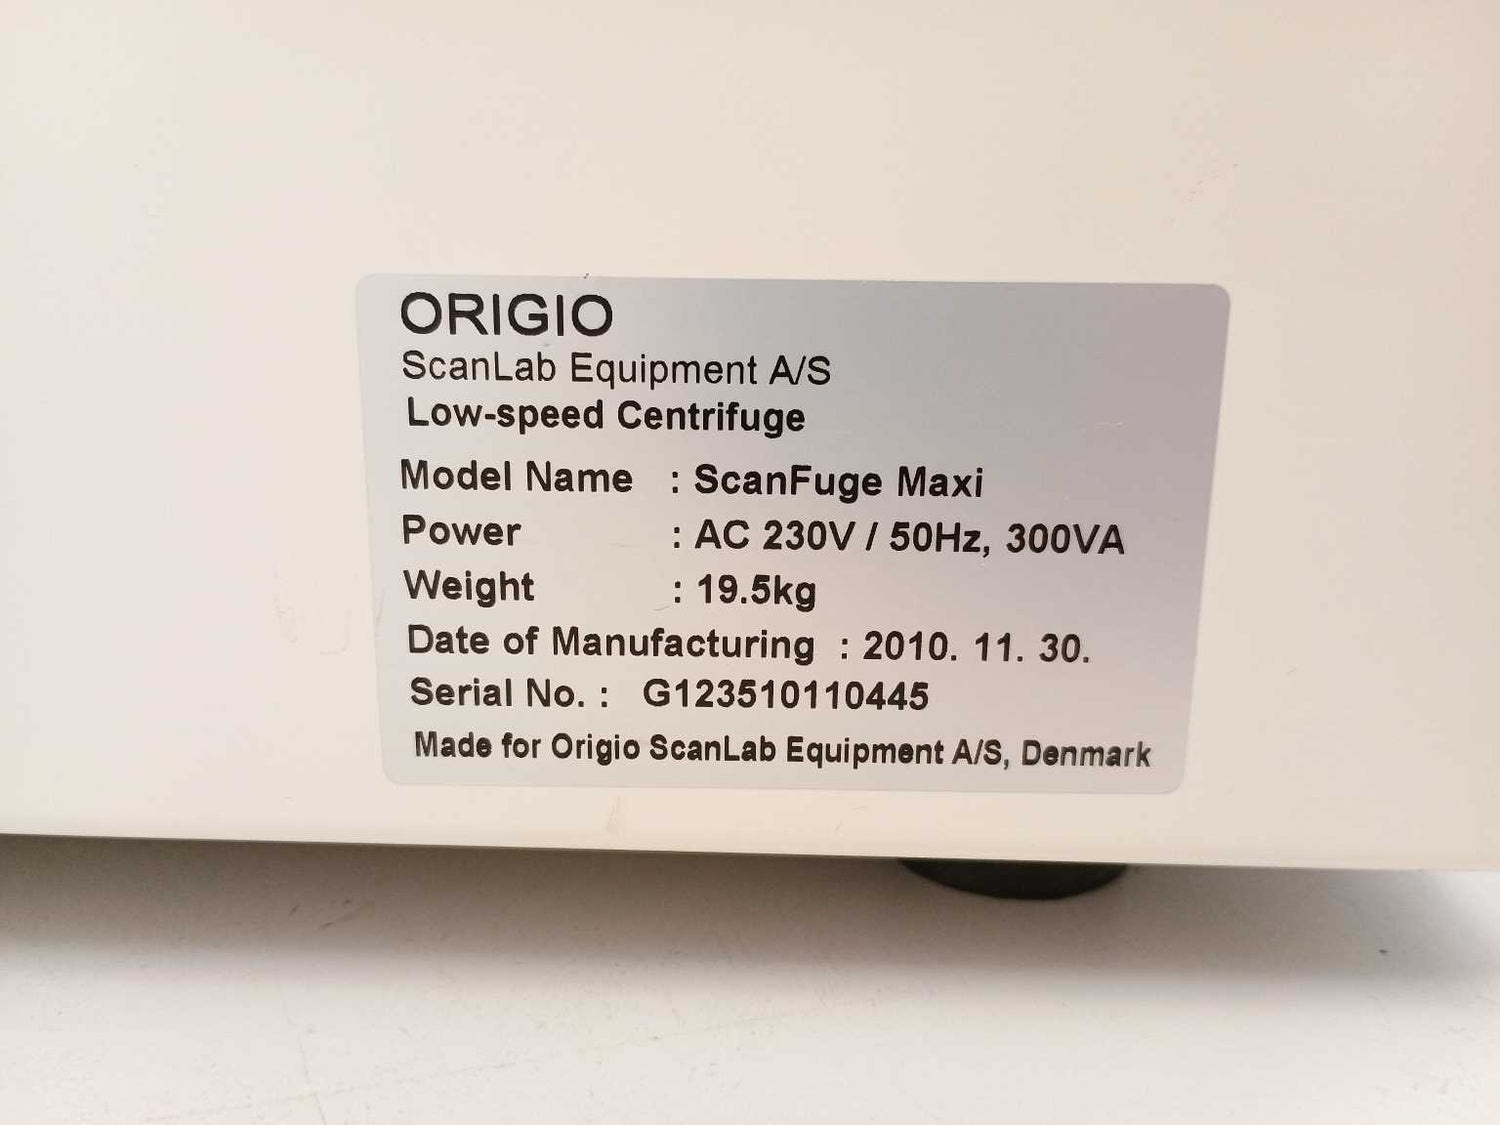 ORIGIO
ScanLab Equipment A/S
Low-speed Centrifuge
Model Name : ScanFuge Maxi
Power : AC 230V / 50Hz, 300VA
Weight : 19.5kg
Date of Manufacturing : 2010. 11. 30.
Serial No. : G123510110445
Made for Origio ScanLab Equipment A/S, Denmark